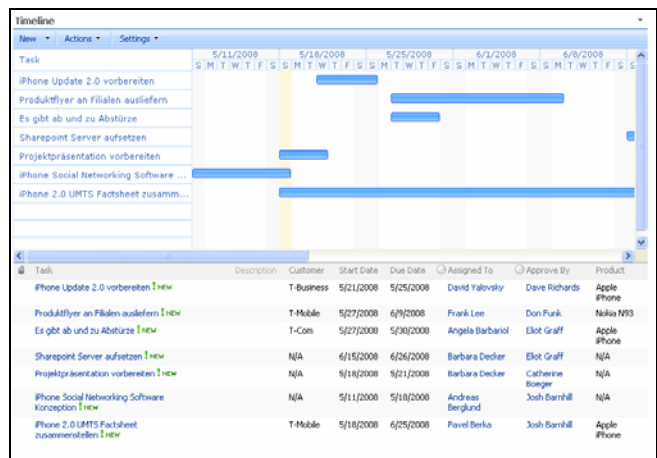 Timeline
New Actions Settings
Task 5/11/2008 5/18/2008 5/25/2008 6/1/2008 6/8/2008
S M T W T F S S M T W T F S S M T W T F S S M T W T F S S M T W T F S S
iPhone Update 2.0 vorbereiten
Produktflyer an Filialen ausliefern
Es gibt ab und zu Abstürze
Sharepoint Server aufsetzen
Projektpräsentation vorbereiten
iPhone Social Networking Software ...
iPhone 2.0 UMTS Factsheet zusamm...
Task Description Customer Start Date Due Date Assigned To Approve By Product
iPhone Update 2.0 vorbereiten ! NEW T-Business 5/21/2008 5/25/2008 David Yalovsky Dave Richards Apple
iPhone
Produktflyer an Filialen ausliefern ! NEW T-Mobile 5/27/2008 6/9/2008 Frank Lee Don Funk Nokia N93
Es gibt ab und zu Abstürze ! NEW T-Com 5/27/2008 5/30/2008 Angela Barbariol Eliot Graff Apple
iPhone
Sharepoint Server aufsetzen ! NEW N/A 6/15/2008 6/26/2008 Barbara Decker Eliot Graff N/A
Projektpräsentation vorbereiten ! NEW N/A 5/18/2008 5/21/2008 Barbara Decker Catherine N/A
Boeger
iPhone Social Networking Software N/A 5/11/2008 5/18/2008 Andreas Josh Barnhill N/A
Konzeption ! NEW Berglund
iPhone 2.0 UMTS Factsheet T-Mobile 5/18/2008 6/25/2008 Pavel Berka Josh Barnhill Apple
zusammenstellen ! NEW iPhone